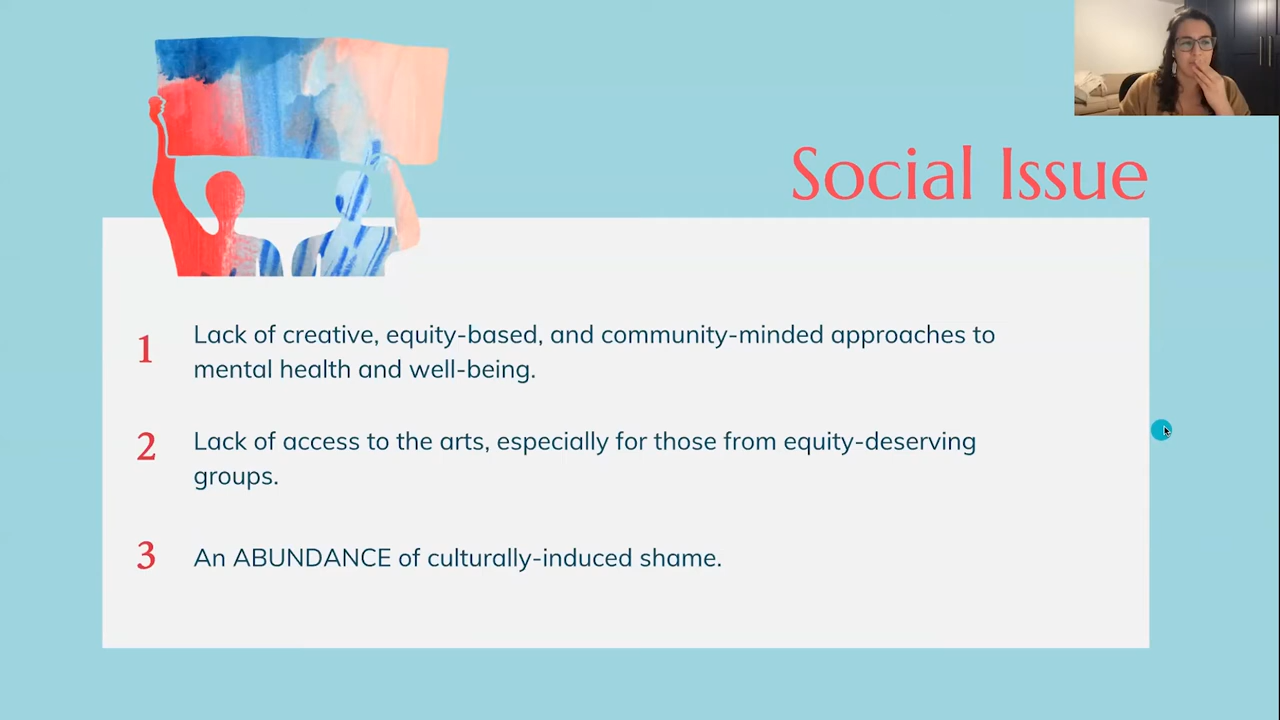 Social Issue
1 Lack of creative, equity-based, and community-minded approaches to
mental health and well-being.
2 Lack of access to the arts, especially for those from equity-deserving
groups.
3 An ABUNDANCE of culturally-induced shame.